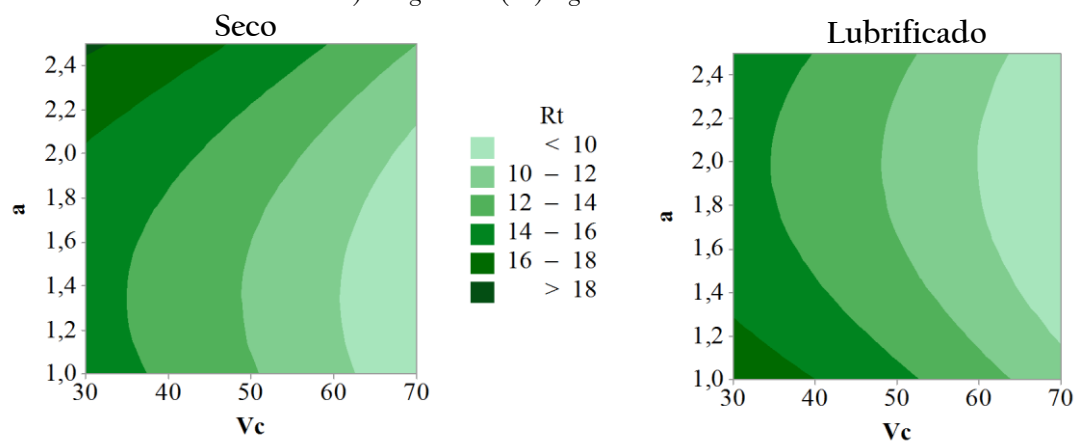 Seco
2,4
2,2
2,0
1,8
1,6
1,4
1,2
1,0
a
30 40 50 60 70
Vc
Rt
< 10
10 – 12
12 – 14
14 – 16
16 – 18
> 18
Lubrificado
2,4
2,2
2,0
1,8
1,6
1,4
1,2
1,0
a
30 40 50 60 70
Vc